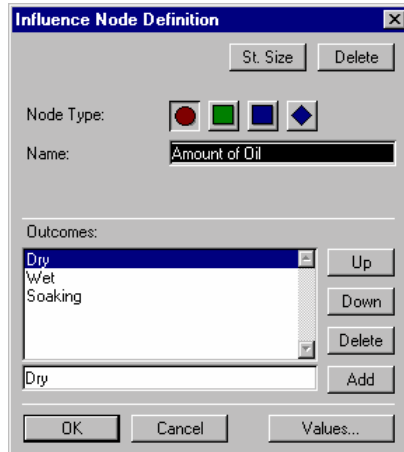 Influence Node Definition
St. Size Delete
Node Type:
Name: Amount of Oil
Outcomes:
Dry
Wet
Soaking
Up
Down
Delete
Dry Add
OK Cancel Values...